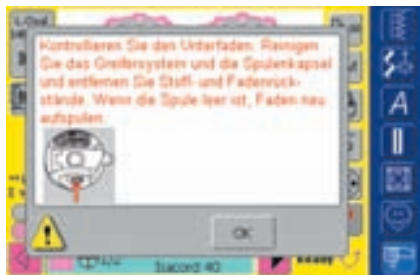 Kontrollieren Sie den Unterfaden. Reinigen
Sie das Greifersystem und die Spulenkapsel
und entfernen Sie Stoff- und Fadenrück-
stände. Wenn die Spule leer ist, Faden neu
aufspulen.
OK
A
Isacord 40
Ready